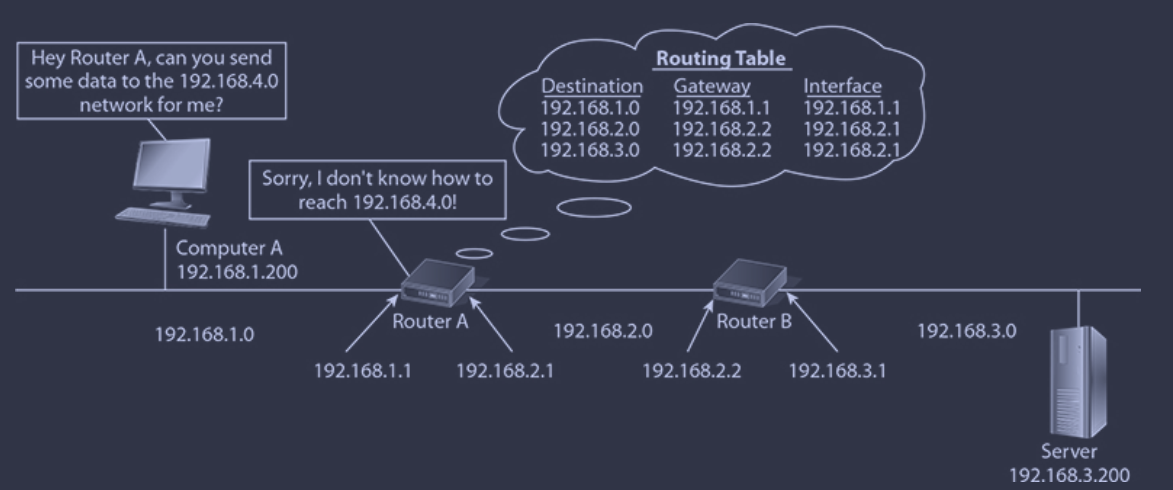 Hey Router A, can you send
some data to the 192.168.4.0
network for me?
Routing Table
Destination Gateway Interface
192.168.1.0 192.168.1.1 192.168.1.1
192.168.2.0 192.168.2.2 192.168.2.1
192.168.3.0 192.168.2.2 192.168.2.1
Sorry, I don't know how to
reach 192.168.4.0!
Computer A
192.168.1.200
Router A
Router B
192.168.1.0
192.168.2.0
192.168.3.0
192.168.1.1
192.168.2.1
192.168.2.2
192.168.3.1
Server
192.168.3.200